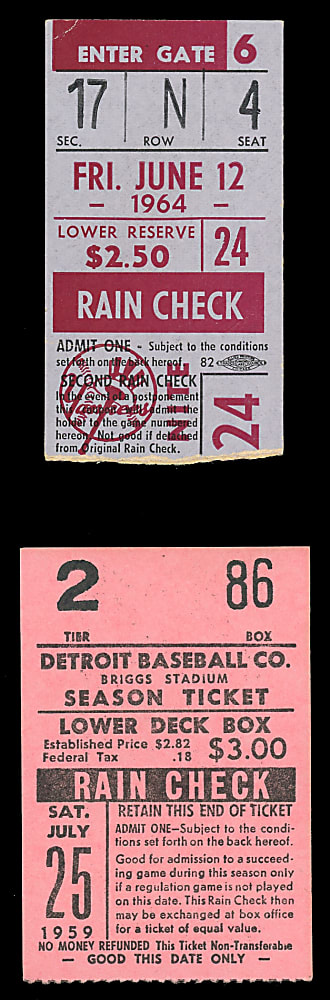 ENTER GATE 6
17 N 4
SEC. ROW SEAT
FRI. JUNE 12
— 1964 —
LOWER RESERVE
$2.50 24
RAIN CHECK
ADMIT ONE - Subject to the conditions
set forth on the back hereof. 82
SECOND RAIN CHECK
In the event of a postponement
this coupon will admit the
holder to the game numbered
hereon. Not good if detached
from Original Rain Check.
24
2 86
TIER BOX
DETROIT BASEBALL CO.
BRIGGS STADIUM
SEASON TICKET
LOWER DECK BOX
Established Price $2.82
Federal Tax .18 $3.00
RAIN CHECK
SAT.
JULY
25
1959
RETAIN THIS END OF TICKET
ADMIT ONE—Subject to the condi-
tions set forth on the back hereof.
Good for admission to a succeed-
ing game during this season only
if a regulation game is not played
on this date. This Rain Check then
may be exchanged at box office
for a ticket of equal value.
NO MONEY REFUNDED This Ticket Non-Transferable
— GOOD THIS DATE ONLY —